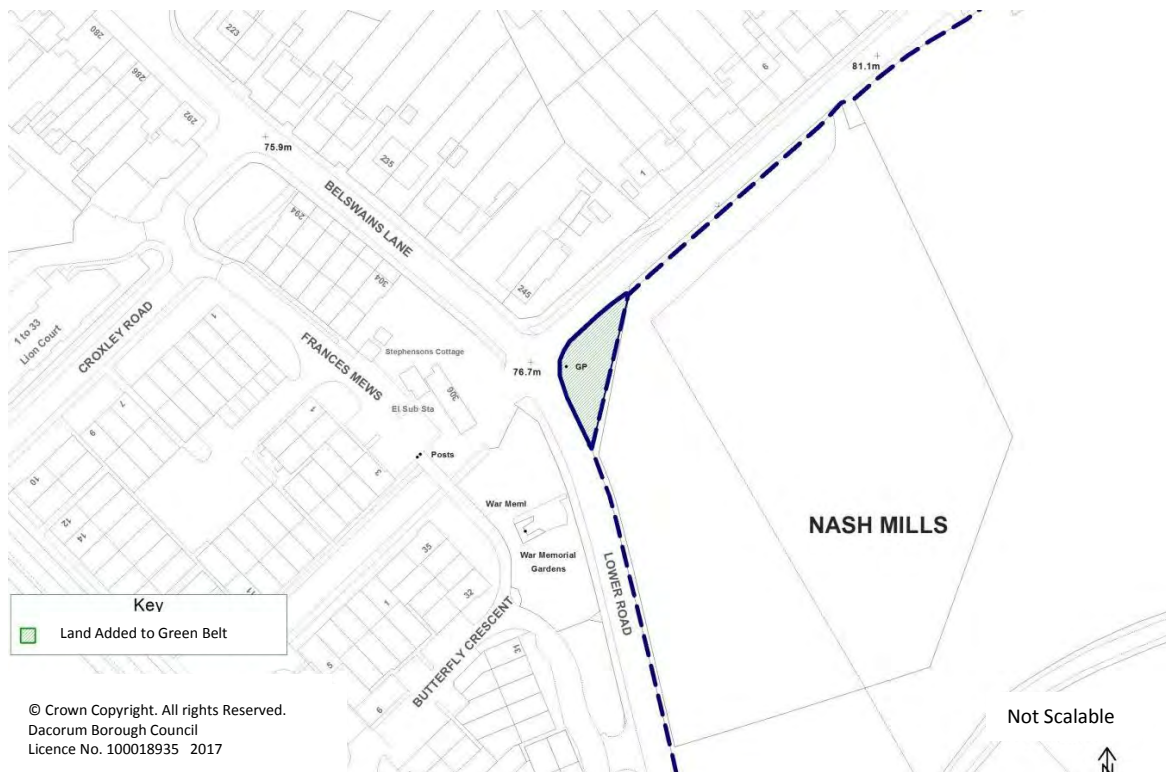 223
280
286
292
75.9m
235
BELSWAINS LANE
294
304
245
1
6
81.1m
1 to 33
Lion Court
CROXLEY ROAD
1
7
9
10
12
14
11
FRANCES MEWS
1
3
Stephensons Cottage
306
El Sub Sta
Posts
76.7m
GP
War Meml
War Memorial
Gardens
LOWER ROAD
NASH MILLS
35
32
1
5
6
31
BUTTERFLY CRESCENT
Key
Land Added to Green Belt
© Crown Copyright. All rights Reserved.
Dacorum Borough Council
Licence No. 100018935 2017
Not Scalable
N